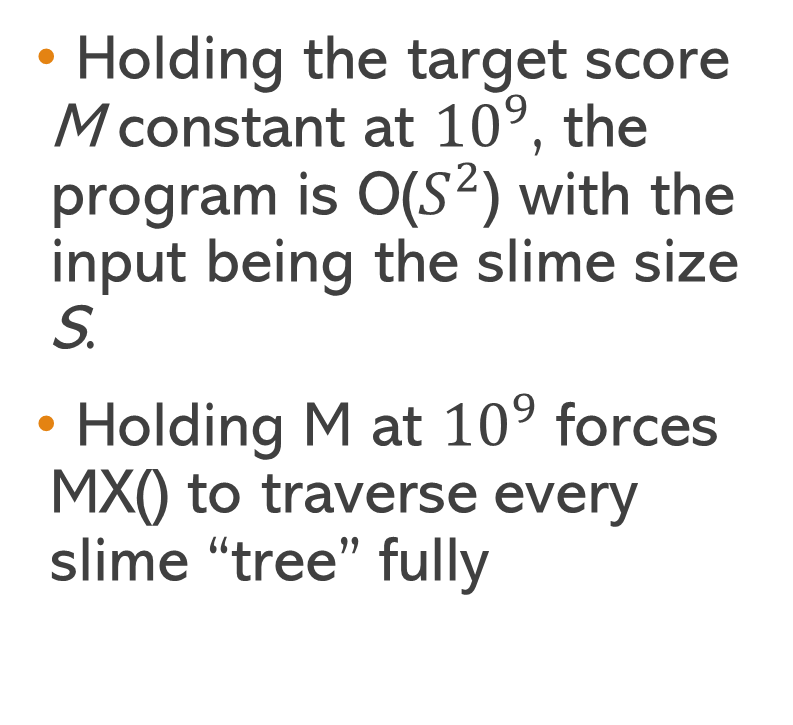 • Holding the target score
M constant at 10⁹, the
program is O(S²) with the
input being the slime size
S.
• Holding M at 10⁹ forces
MX() to traverse every
slime “tree” fully